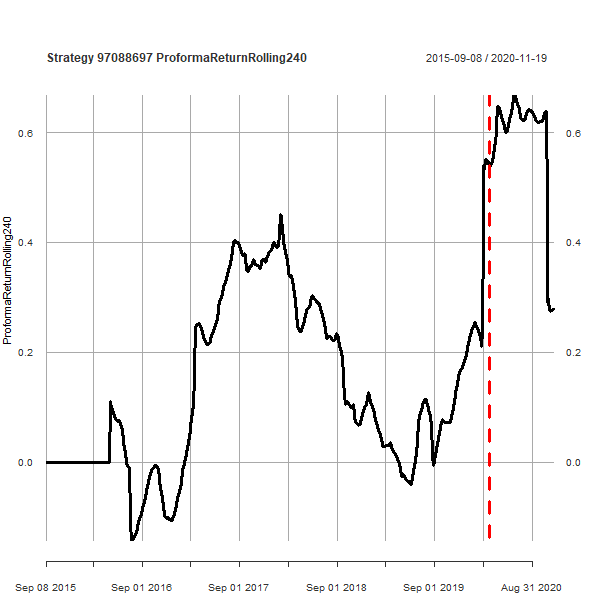 Strategy 97088697 ProformaReturnRolling240
2015-09-08 / 2020-11-19
ProformaReturnRolling240
0.6
0.6
0.4
0.4
0.2
0.2
0.0
0.0
Sep 08 2015
Sep 01 2016
Sep 01 2017
Sep 01 2018
Sep 01 2019
Aug 31 2020